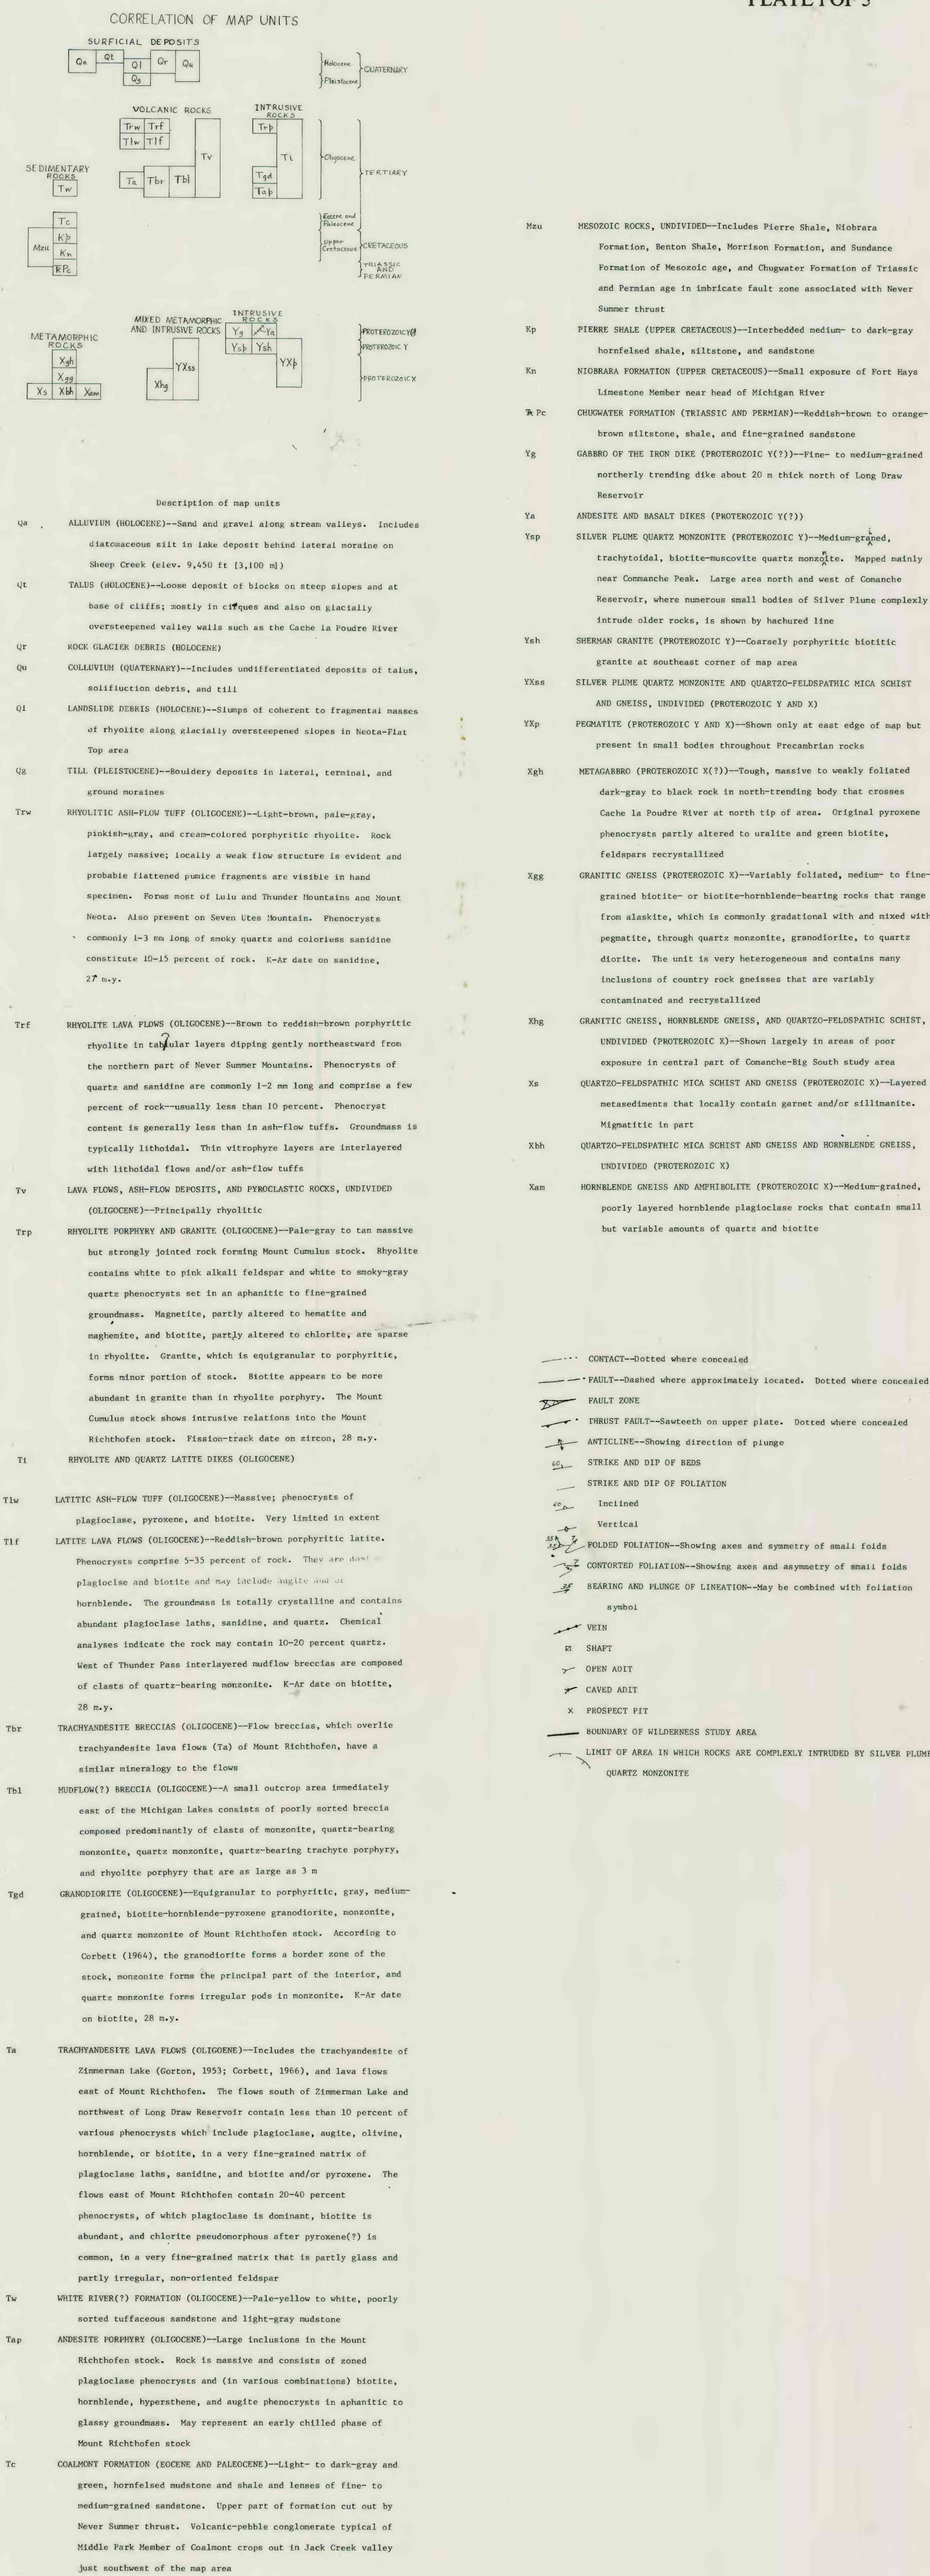 PLATE 1 OF 3
CORRELATION OF MAP UNITS
SURFICIAL DEPOSITS
Qa
Qt
Ql
Qr
Qu
Qg
Holocene
Pleistocene
QUATERNARY
VOLCANIC ROCKS
INTRUSIVE
ROCKS
Trw
Trf
Tlw
Tlf
Tv
Ta
Tbr
Tbl
Trp
Ti
Tgd
Tap
Oligocene
TERTIARY
SEDIMENTARY
ROCKS
Tw
Tc
Mzu
Kp
Kn
TRPc
Eocene and
Paleocene
Upper
Cretaceous
CRETACEOUS
TRIASSIC
AND
PERMIAN
METAMORPHIC
ROCKS
Xgh
Xgg
Xs
Xbh
Xam
MIXED METAMORPHIC
AND INTRUSIVE ROCKS
YXss
Xhg
INTRUSIVE
ROCKS
Yg
Ya
Ysp
Ysh
YXp
PROTEROZOIC Y(?)
PROTEROZOIC Y
PROTEROZOIC X
Description of map units
Qa ALLUVIUM (HOLOCENE)--Sand and gravel along stream valleys. Includes
diatomaceous silt in lake deposit behind lateral moraine on
Sheep Creek (elev. 9,450 ft [3,100 m])
Qt TALUS (HOLOCENE)--Loose deposit of blocks on steep slopes and at
base of cliffs; mostly in cirques and also on glacially
oversteepened valley walls such as the Cache la Poudre River
Qr ROCK GLACIER DEBRIS (HOLOCENE)
Qu COLLUVIUM (QUATERNARY)--Includes undifferentiated deposits of talus,
solifluction debris, and till
Ql LANDSLIDE DEBRIS (HOLOCENE)--Slumps of coherent to fragmental masses
of rhyolite along glacially oversteepened slopes in Neota-Flat
Top area
Qg TILL (PLEISTOCENE)--Bouldery deposits in lateral, terminal, and
ground moraines
Trw RHYOLITIC ASH-FLOW TUFF (OLIGOCENE)--Light-brown, pale-gray,
pinkish-gray, and cream-colored porphyritic rhyolite. Rock
largely massive; locally a weak flow structure is evident and
probable flattened pumice fragments are visible in hand
specimen. Forms most of Lulu and Thunder Mountains and Mount
Neota. Also present on Seven Utes Mountain. Phenocrysts
commonly 1-3 mm long of smoky quartz and colorless sanidine
constitute 10-15 percent of rock. K-Ar date on sanidine,
27 m.y.
Trf RHYOLITE LAVA FLOWS (OLIGOCENE)--Brown to reddish-brown porphyritic
rhyolite in tabular layers dipping gently northeastward from
the northern part of Never Summer Mountains. Phenocrysts of
quartz and sanidine are commonly 1-2 mm long and comprise a few
percent of rock--usually less than 10 percent. Phenocryst
content is generally less than in ash-flow tuffs. Groundmass is
typically lithoidal. Thin vitrophyre layers are interlayered
with lithoidal flows and/or ash-flow tuffs
Tv LAVA FLOWS, ASH-FLOW DEPOSITS, AND PYROCLASTIC ROCKS, UNDIVIDED
(OLIGOCENE)--Principally rhyolitic
Trp RHYOLITE PORPHYRY AND GRANITE (OLIGOCENE)--Pale-gray to tan massive
but strongly jointed rock forming Mount Cumulus stock. Rhyolite
contains white to pink alkali feldspar and white to smoky-gray
quartz phenocrysts set in an aphanitic to fine-grained
groundmass. Magnetite, partly altered to hematite and
maghemite, and biotite, partly altered to chlorite, are sparse
in rhyolite. Granite, which is equigranular to porphyritic,
forms minor portion of stock. Biotite appears to be more
abundant in granite than in rhyolite porphyry. The Mount
Cumulus stock shows intrusive relations into the Mount
Richthofen stock. Fission-track date on zircon, 28 m.y.
Ti RHYOLITE AND QUARTZ LATITE DIKES (OLIGOCENE)
Tlw LATITIC ASH-FLOW TUFF (OLIGOCENE)--Massive; phenocrysts of
plagioclase, pyroxene, and biotite. Very limited in extent
Tlf LATITE LAVA FLOWS (OLIGOCENE)--Reddish-brown porphyritic latite.
Phenocrysts comprise 5-35 percent of rock. They are
plagioclse and biotite and may include augite and or
hornblende. The groundmass is totally crystalline and contains
abundant plagioclase laths, sanidine, and quartz. Chemical
analyses indicate the rock may contain 10-20 percent quartz.
West of Thunder Pass interlayered mudflow breccias are composed
of clasts of quartz-bearing monzonite. K-Ar date on biotite,
28 m.y.
Tbr TRACHYANDESITE BRECCIAS (OLIGOCENE)--Flow breccias, which overlie
trachyandesite lava flows (Ta) of Mount Richthofen, have a
similar mineralogy to the flows
Tbl MUDFLOW(?) BRECCIA (OLIGOCENE)--A small outcrop area immediately
east of the Michigan Lakes consists of poorly sorted breccia
composed predominantly of clasts of monzonite, quartz-bearing
monzonite, quartz monzonite, quartz-bearing trachyte porphyry,
and rhyolite porphyry that are as large as 3 m
Tgd GRANODIORITE (OLIGOCENE)--Equigranular to porphyritic, gray, medium-
grained, biotite-hornblende-pyroxene granodiorite, monzonite,
and quartz monzonite of Mount Richthofen stock. According to
Corbett (1964), the granodiorite forms a border zone of the
stock, monzonite forms the principal part of the interior, and
quartz monzonite forms irregular pods in monzonite. K-Ar date
on biotite, 28 m.y.
Ta TRACHYANDESITE LAVA FLOWS (OLIGOENE)--Includes the trachyandesite of
Zimmerman Lake (Gorton, 1953; Corbett, 1966), and lava flows
east of Mount Richthofen. The flows south of Zimmerman Lake and
northwest of Long Draw Reservoir contain less than 10 percent of
various phenocrysts which include plagioclase, augite, olivine,
hornblende, or biotite, in a very fine-grained matrix of
plagioclase laths, sanidine, and biotite and/or pyroxene. The
flows east of Mount Richthofen contain 20-40 percent
phenocrysts, of which plagioclase is dominant, biotite is
abundant, and chlorite pseudomorphous after pyroxene(?) is
common, in a very fine-grained matrix that is partly glass and
partly irregular, non-oriented feldspar
Tw WHITE RIVER(?) FORMATION (OLIGOCENE)--Pale-yellow to white, poorly
sorted tuffaceous sandstone and light-gray mudstone
Tap ANDESITE PORPHYRY (OLIGOCENE)--Large inclusions in the Mount
Richthofen stock. Rock is massive and consists of zoned
plagioclase phenocrysts and (in various combinations) biotite,
hornblende, hypersthene, and augite phenocrysts in aphanitic to
glassy groundmass. May represent an early chilled phase of
Mount Richthofen stock
Tc COALMONT FORMATION (EOCENE AND PALEOCENE)--Light- to dark-gray and
green, hornfelsed mudstone and shale and lenses of fine- to
medium-grained sandstone. Upper part of formation cut out by
Never Summer thrust. Volcanic-pebble conglomerate typical of
Middle Park Member of Coalmont crops out in Jack Creek valley
just southwest of the map area
Mzu MESOZOIC ROCKS, UNDIVIDED--Includes Pierre Shale, Niobrara
Formation, Benton Shale, Morrison Formation, and Sundance
Formation of Mesozoic age, and Chugwater Formation of Triassic
and Permian age in imbricate fault zone associated with Never
Summer thrust
Kp PIERRE SHALE (UPPER CRETACEOUS)--Interbedded medium- to dark-gray
hornfelsed shale, siltstone, and sandstone
Kn NIOBRARA FORMATION (UPPER CRETACEOUS)--Small exposure of Fort Hays
Limestone Member near head of Michigan River
TRPc CHUGWATER FORMATION (TRIASSIC AND PERMIAN)--Reddish-brown to orange-
brown siltstone, shale, and fine-grained sandstone
Yg GABBRO OF THE IRON DIKE (PROTEROZOIC Y(?))--Fine- to medium-grained
northerly trending dike about 20 m thick north of Long Draw
Reservoir
Ya ANDESITE AND BASALT DIKES (PROTEROZOIC Y(?))
Ysp SILVER PLUME QUARTZ MONZONITE (PROTEROZOIC Y)--Medium-grained,
trachytoidal, biotite-muscovite quartz monzonite. Mapped mainly
near Commanche Peak. Large area north and west of Comanche
Reservoir, where numerous small bodies of Silver Plume complexly
intrude older rocks, is shown by hachured line
Ysh SHERMAN GRANITE (PROTEROZOIC Y)--Coarsely porphyritic biotitic
granite at southeast corner of map area
YXss SILVER PLUME QUARTZ MONZONITE AND QUARTZO-FELDSPATHIC MICA SCHIST
AND GNEISS, UNDIVIDED (PROTEROZOIC Y AND X)
YXp PEGMATITE (PROTEROZOIC Y AND X)--Shown only at east edge of map but
present in small bodies throughout Precambrian rocks
Xgh METAGABBRO (PROTEROZOIC X(?))--Tough, massive to weakly foliated
dark-gray to black rock in north-trending body that crosses
Cache la Poudre River at north tip of area. Original pyroxene
phenocrysts partly altered to uralite and green biotite,
feldspars recrystallized
Xgg GRANITIC GNEISS (PROTEROZOIC X)--Variably foliated, medium- to fine-
grained biotite- or biotite-hornblende-bearing rocks that range
from alaskite, which is commonly gradational with and mixed with
pegmatite, through quartz monzonite, granodiorite, to quartz
diorite. The unit is very heterogeneous and contains many
inclusions of country rock gneisses that are variably
contaminated and recrystallized
Xhg GRANITIC GNEISS, HORNBLENDE GNEISS, AND QUARTZO-FELDSPATHIC SCHIST,
UNDIVIDED (PROTEROZOIC X)--Shown largely in areas of poor
exposure in central part of Comanche-Big South study area
Xs QUARTZO-FELDSPATHIC MICA SCHIST AND GNEISS (PROTEROZOIC X)--Layered
metasediments that locally contain garnet and/or sillimanite.
Migmatitic in part
Xbh QUARTZO-FELDSPATHIC MICA SCHIST AND GNEISS AND HORNBLENDE GNEISS,
UNDIVIDED (PROTEROZOIC X)
Xam HORNBLENDE GNEISS AND AMPHIBOLITE (PROTEROZOIC X)--Medium-grained,
poorly layered hornblende plagioclase rocks that contain small
but variable amounts of quartz and biotite
CONTACT--Dotted where concealed
FAULT--Dashed where approximately located. Dotted where concealed
FAULT ZONE
THRUST FAULT--Sawteeth on upper plate. Dotted where concealed
ANTICLINE--Showing direction of plunge
60 STRIKE AND DIP OF BEDS
STRIKE AND DIP OF FOLIATION
60 Inclined
Vertical
FOLDED FOLIATION--Showing axes and symmetry of small folds
CONTORTED FOLIATION--Showing axes and asymmetry of small folds
35 BEARING AND PLUNGE OF LINEATION--May be combined with foliation
symbol
VEIN
SHAFT
OPEN ADIT
CAVED ADIT
X PROSPECT PIT
BOUNDARY OF WILDERNESS STUDY AREA
LIMIT OF AREA IN WHICH ROCKS ARE COMPLEXLY INTRUDED BY SILVER PLUME
QUARTZ MONZONITE